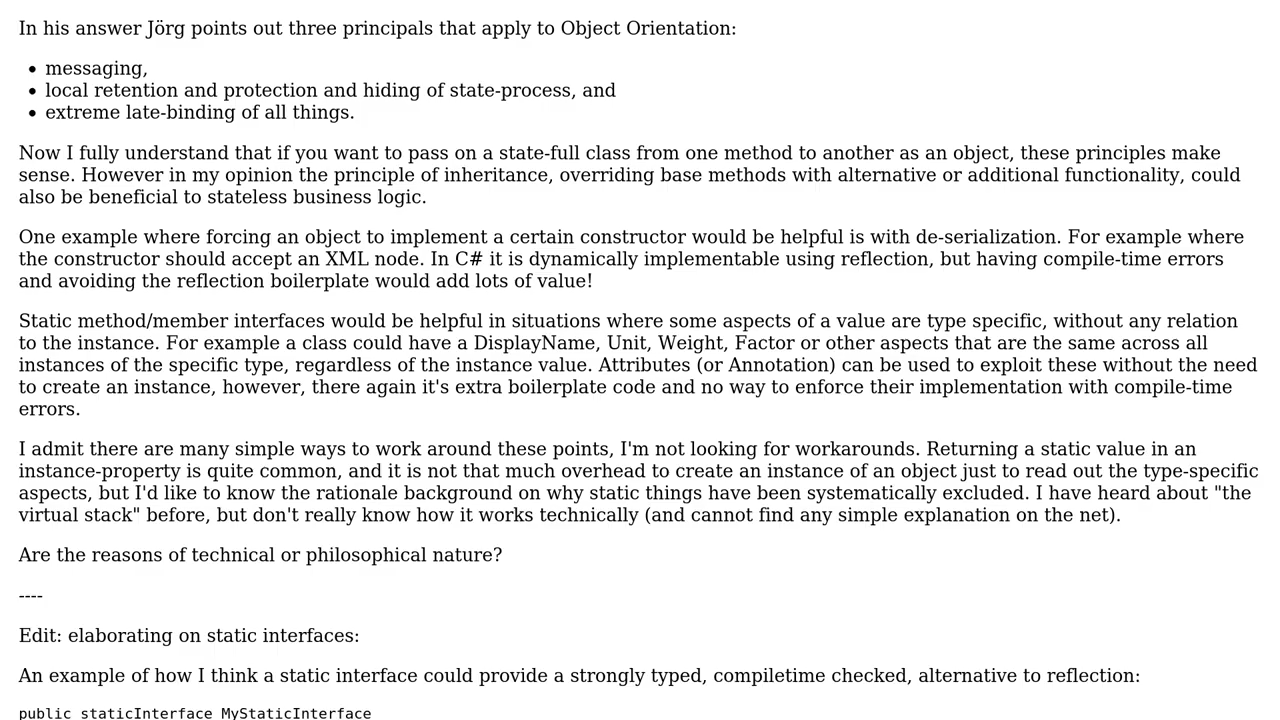 In his answer Jörg points out three principals that apply to Object Orientation:
• messaging,
• local retention and protection and hiding of state-process, and
• extreme late-binding of all things.
Now I fully understand that if you want to pass on a state-full class from one method to another as an object, these principles make
sense. However in my opinion the principle of inheritance, overriding base methods with alternative or additional functionality, could
also be beneficial to stateless business logic.
One example where forcing an object to implement a certain constructor would be helpful is with de-serialization. For example where
the constructor should accept an XML node. In C# it is dynamically implementable using reflection, but having compile-time errors
and avoiding the reflection boilerplate would add lots of value!
Static method/member interfaces would be helpful in situations where some aspects of a value are type specific, without any relation
to the instance. For example a class could have a DisplayName, Unit, Weight, Factor or other aspects that are the same across all
instances of the specific type, regardless of the instance value. Attributes (or Annotation) can be used to exploit these without the need
to create an instance, however, there again it's extra boilerplate code and no way to enforce their implementation with compile-time
errors.
I admit there are many simple ways to work around these points, I'm not looking for workarounds. Returning a static value in an
instance-property is quite common, and it is not that much overhead to create an instance of an object just to read out the type-specific
aspects, but I'd like to know the rationale background on why static things have been systematically excluded. I have heard about "the
virtual stack" before, but don't really know how it works technically (and cannot find any simple explanation on the net).
Are the reasons of technical or philosophical nature?
----
Edit: elaborating on static interfaces:
An example of how I think a static interface could provide a strongly typed, compiletime checked, alternative to reflection:
public staticInterface MyStaticInterface